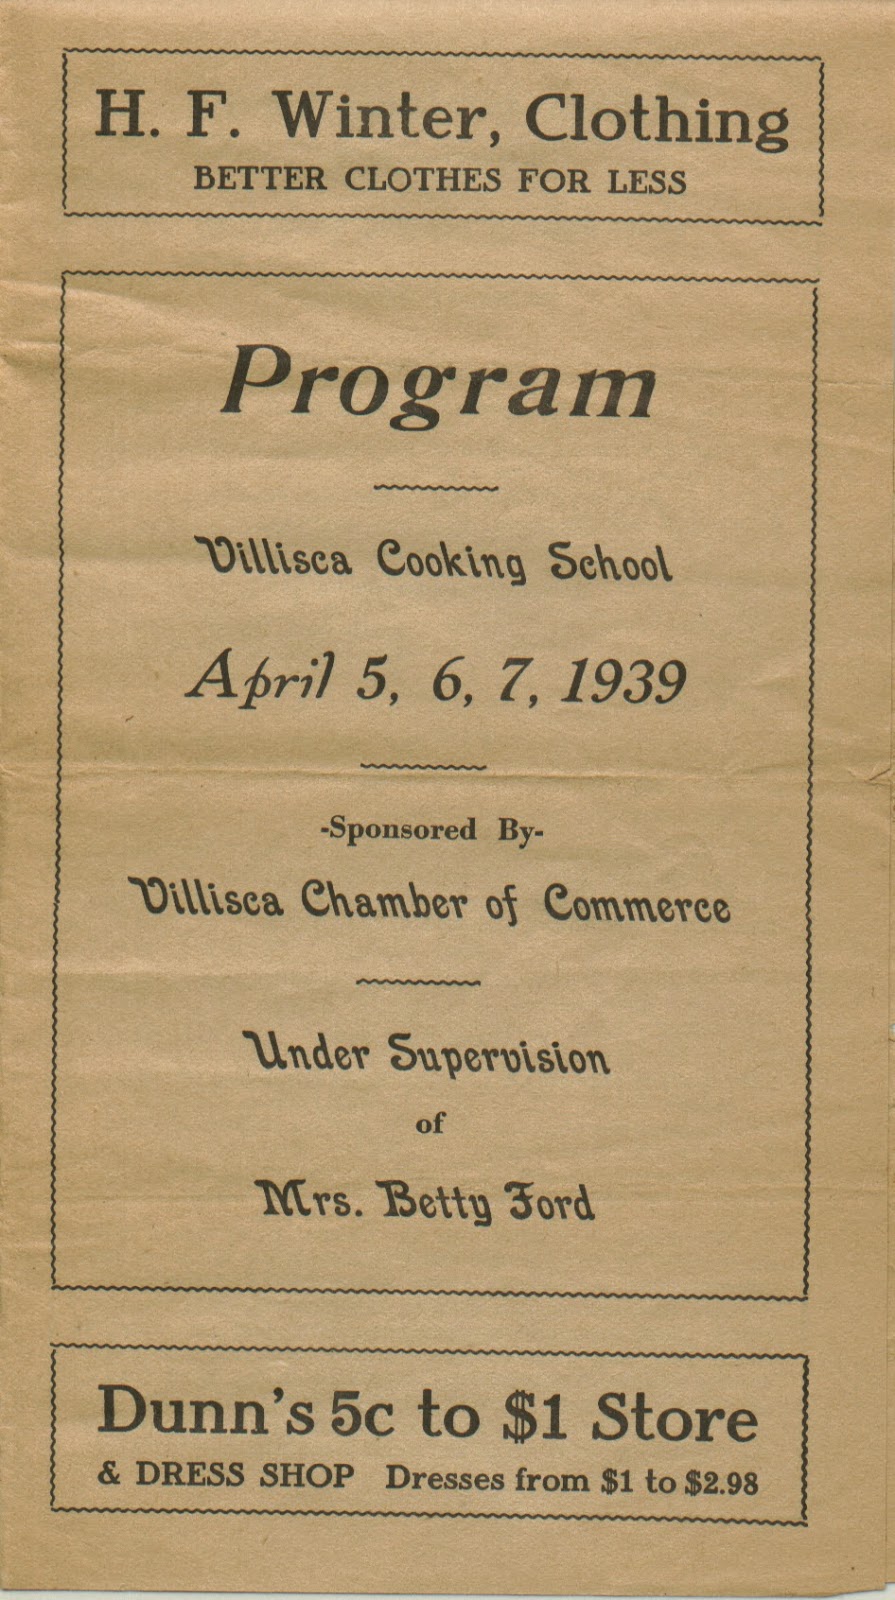 H. F. Winter, Clothing
BETTER CLOTHES FOR LESS
Program
Villisca Cooking School
April 5, 6, 7, 1939
-Sponsored By-
Villisca Chamber of Commerce
Under Supervision
of
Mrs. Betty Ford
Dunn's 5c to $1 Store
& DRESS SHOP Dresses from $1 to $2.98